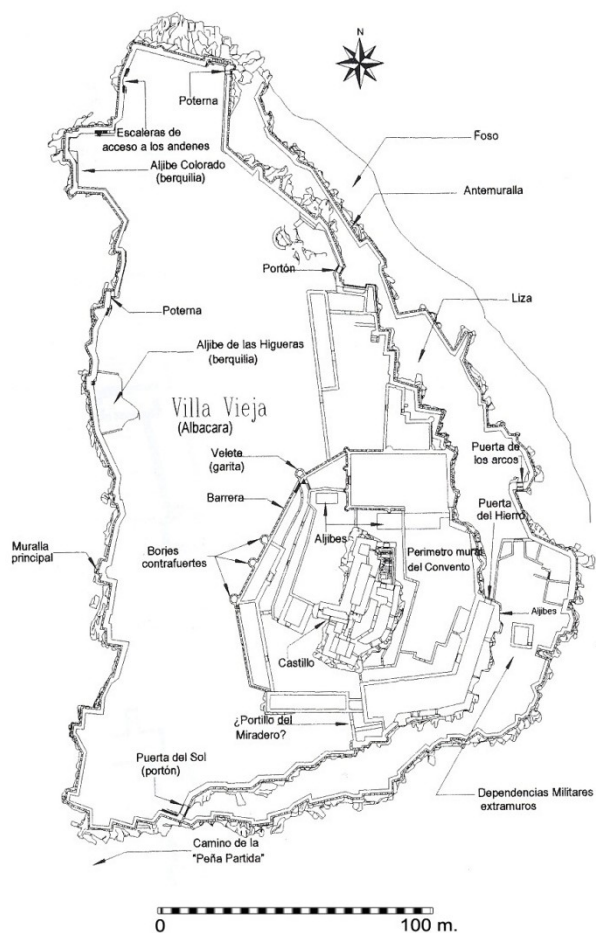 N
Poterna
Escaleras de
acceso a los andenes
Aljibe Colorado
(berquilia)
Foso
Antemuralla
Portón
Liza
Poterna
Aljibe de las Higueras
(berquilia)
Villa Vieja
(Albacara)
Velete
(garita)
Barrera
Puerta de
los arcos
Puerta
del Hierro
Aljibes
Muralla
principal
Borjes
contrafuertes
Perimetro mural
del Convento
Aljibes
Castillo
¿Portillo del
Miradero?
Puerta del Sol
(portón)
Dependencias Militares
extramuros
Camino de la
"Peña Partida"
0 100 m.